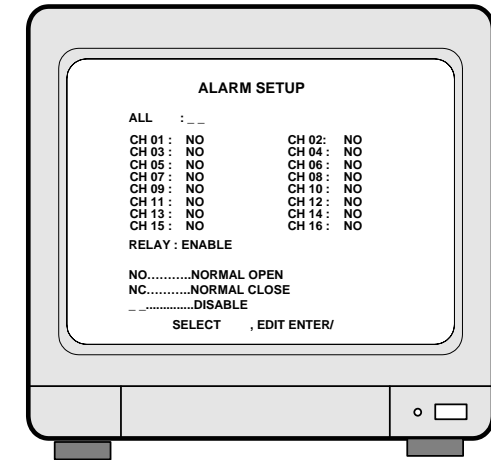 ALARM SETUP
ALL : _ _
CH 01 : NO CH 02: NO
CH 03 : NO CH 04 : NO
CH 05 : NO CH 06 : NO
CH 07 : NO CH 08 : NO
CH 09 : NO CH 10 : NO
CH 11 : NO CH 12 : NO
CH 13 : NO CH 14 : NO
CH 15 : NO CH 16 : NO
RELAY : ENABLE
NO...........NORMAL OPEN
NC...........NORMAL CLOSE
_ _..............DISABLE
SELECT , EDIT ENTER/